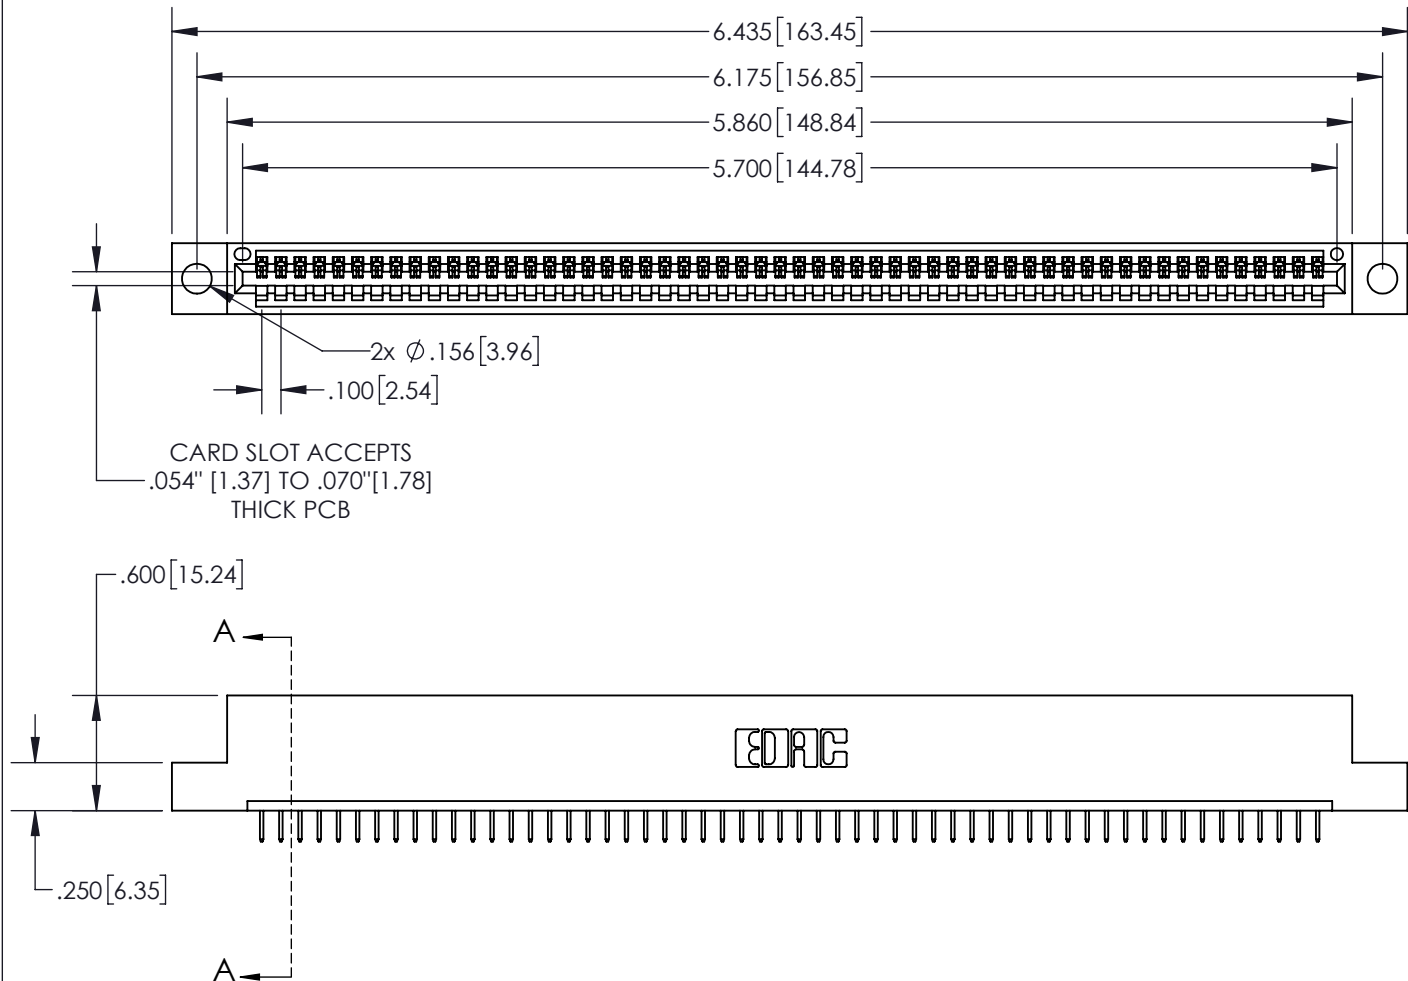 6.435[163.45]
6.175[156.85]
5.860[148.84]
5.700[144.78]
2x Ø.156[3.96]
.100[2.54]
CARD SLOT ACCEPTS
.054" [1.37] TO .070"[1.78]
THICK PCB
.600[15.24]
A
EDAC
.250[6.35]
A